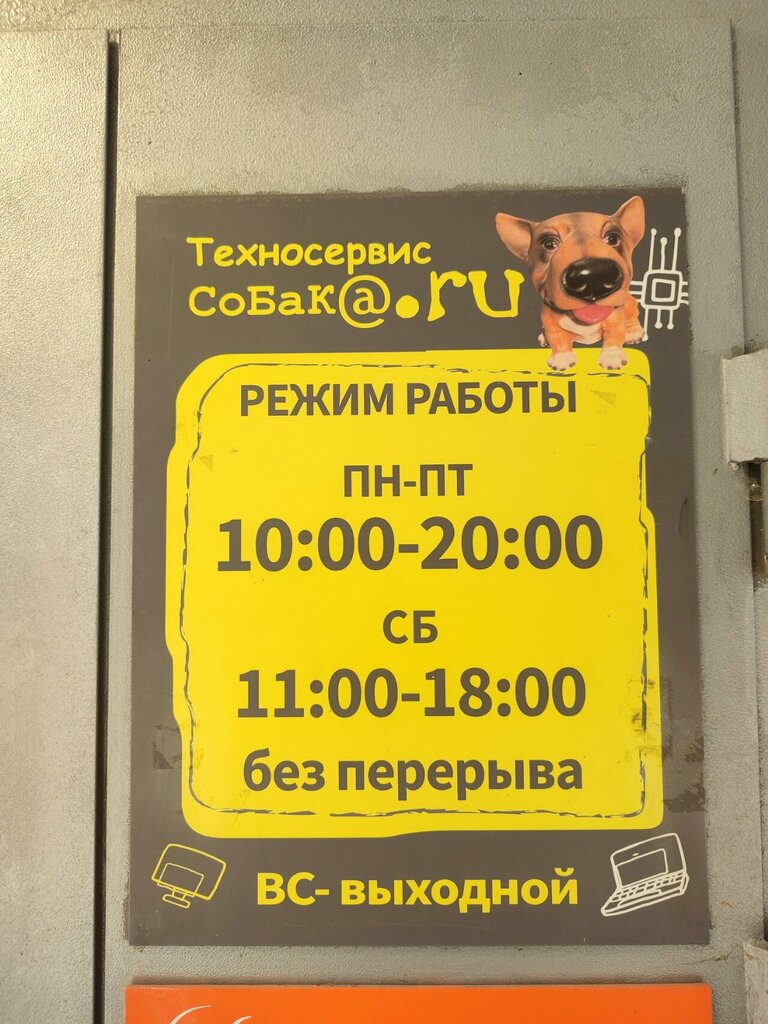 Техносервис
СоБаК@.ru
РЕЖИМ РАБОТЫ
ПН-ПТ
10:00-20:00
СБ
11:00-18:00
без перерыва
ВС- выходной